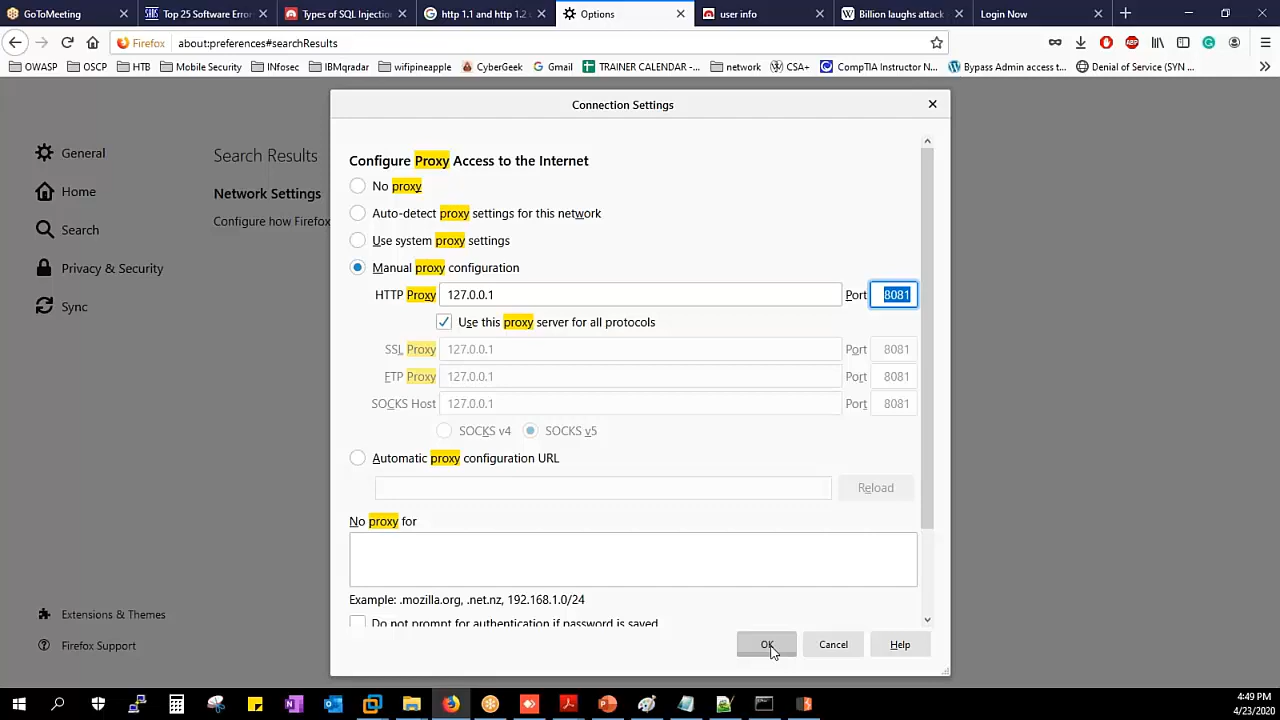 GoToMeeting
Top 25 Software Error
Types of SQL Injectio
http 1.1 and http 1.2
Options
user info
Billion laughs attack
Login Now
Firefox
about:preferences#searchResults
OWASP
OSCP
HTB
Mobile Security
INfosec
IBMqradar
wifipineapple
CyberGeek
Gmail
TRAINER CALENDAR -...
network
CSA+
CompTIA Instructor N...
Bypass Admin access t...
Denial of Service (SYN ...
Connection Settings
General
Home
Search
Privacy & Security
Sync
Extensions & Themes
Firefox Support
Search Results
Network Settings
Configure how Firefox
Configure Proxy Access to the Internet
No proxy
Auto-detect proxy settings for this network
Use system proxy settings
Manual proxy configuration
HTTP Proxy 127.0.0.1 Port 8081
Use this proxy server for all protocols
SSL Proxy 127.0.0.1 Port 8081
FTP Proxy 127.0.0.1 Port 8081
SOCKS Host 127.0.0.1 Port 8081
SOCKS v4 SOCKS v5
Automatic proxy configuration URL
Reload
No proxy for
Example: .mozilla.org, .net.nz, 192.168.1.0/24
Do not prompt for authentication if password is saved
OK Cancel Help
4:49 PM
4/23/2020